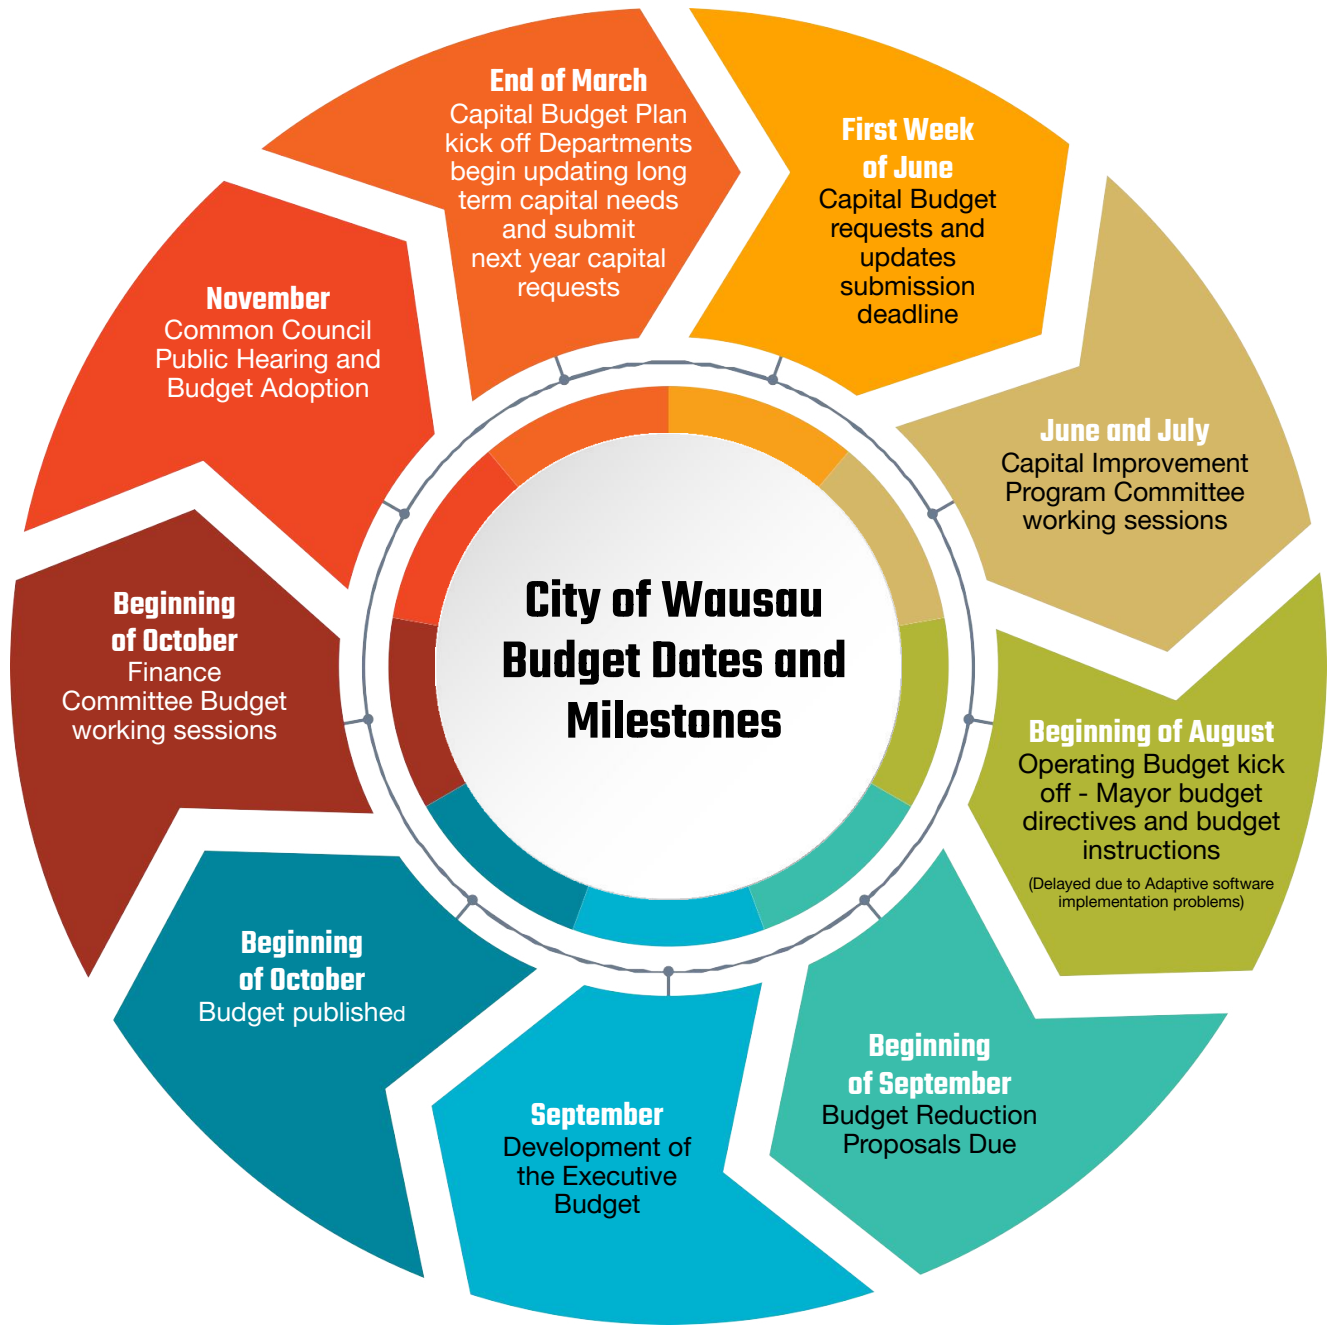 City of Wausau
Budget Dates and
Milestones
End of March
Capital Budget Plan
kick off Departments
begin updating long
term capital needs
and submit
next year capital
requests
First Week
of June
Capital Budget
requests and
updates
submission
deadline
June and July
Capital Improvement
Program Committee
working sessions
Beginning of August
Operating Budget kick
off - Mayor budget
directives and budget
instructions
(Delayed due to Adaptive software
implementation problems)
Beginning
of September
Budget Reduction
Proposals Due
September
Development of
the Executive
Budget
Beginning
of October
Budget published
Beginning
of October
Finance
Committee Budget
working sessions
November
Common Council
Public Hearing and
Budget Adoption